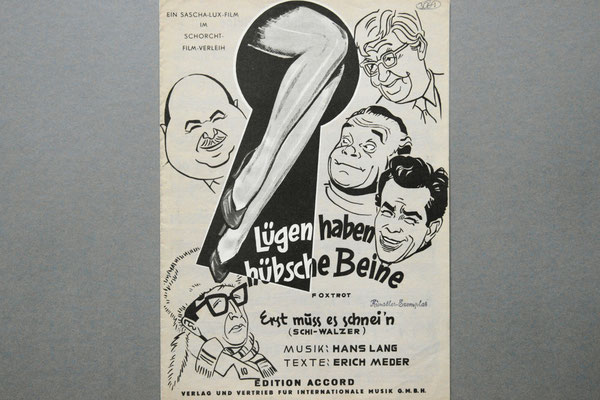 EIN SASCHA-LUX-FILM
IM
SCHORCHT-
FILM-VERLEIH
Lügen haben
hübsche Beine
FOXTROT
Künstler-Exemplar
Erst müss es schnei'n
(SCHI-WALZER)
MUSIK: HANS LANG
TEXTE: ERICH MEDER
EDITION ACCORD
VERLAG UND VERTRIEB FÜR INTERNATIONALE MUSIK G.M.B.H.